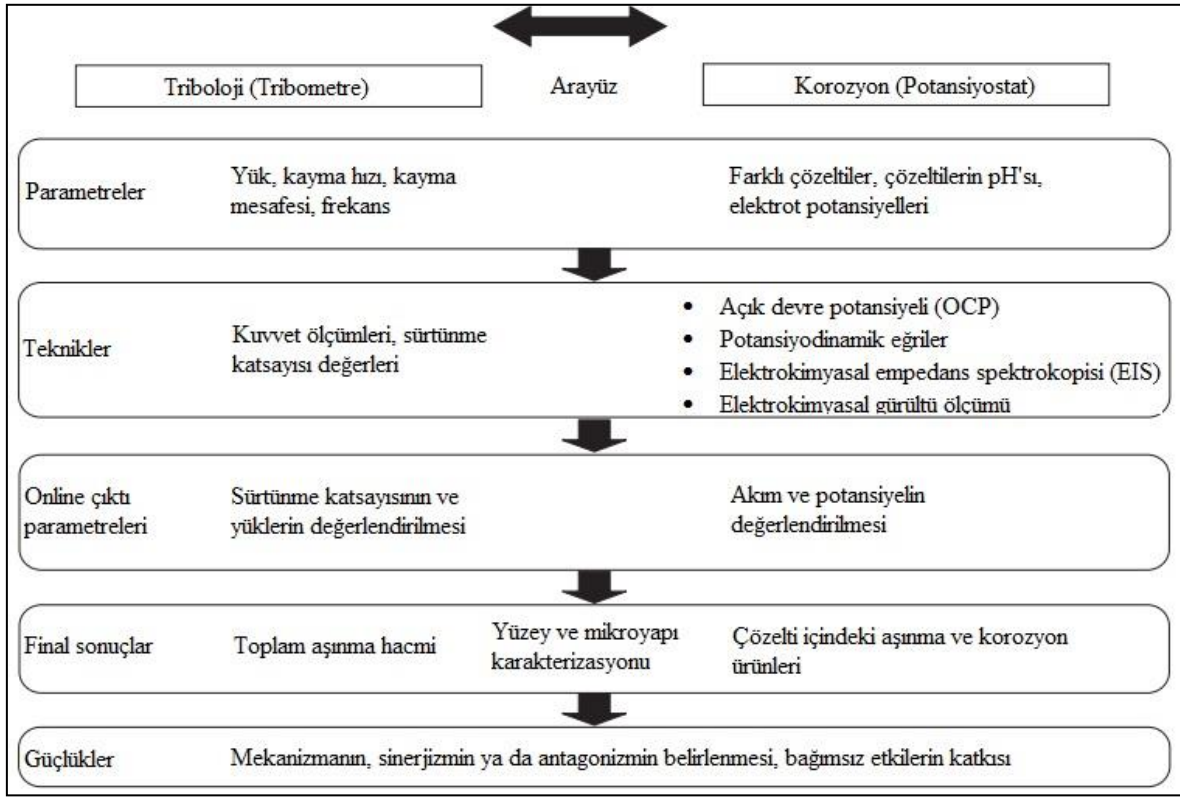 Triboloji (Tribometre)
Arayüz
Korozyon (Potansiyostat)
Parametreler
Yük, kayma hızı, kayma
mesafesi, frekans
Farklı çözeltiler, çözeltilerin pH'sı,
elektrot potansiyelleri
Teknikler
Kuvvet ölçümleri, sürtünme
katsayısı değerleri
• Açık devre potansiyeli (OCP)
• Potansiyodinamik eğriler
• Elektrokimyasal empedans spektrokopisi (EIS)
• Elektrokimyasal gürültü ölçümü
Online çıktı
parametreleri
Sürtünme katsayısının ve
yüklerin değerlendirilmesi
Akım ve potansiyelin
değerlendirilmesi
Final sonuçlar
Toplam aşınma hacmi
Yüzey ve mikroyapı
karakterizasyonu
Çözelti içindeki aşınma ve korozyon
ürünleri
Güçlükler
Mekanizmanın, sinerjizmin ya da antagonizmin belirlenmesi, bağımsız etkilerin katkısı